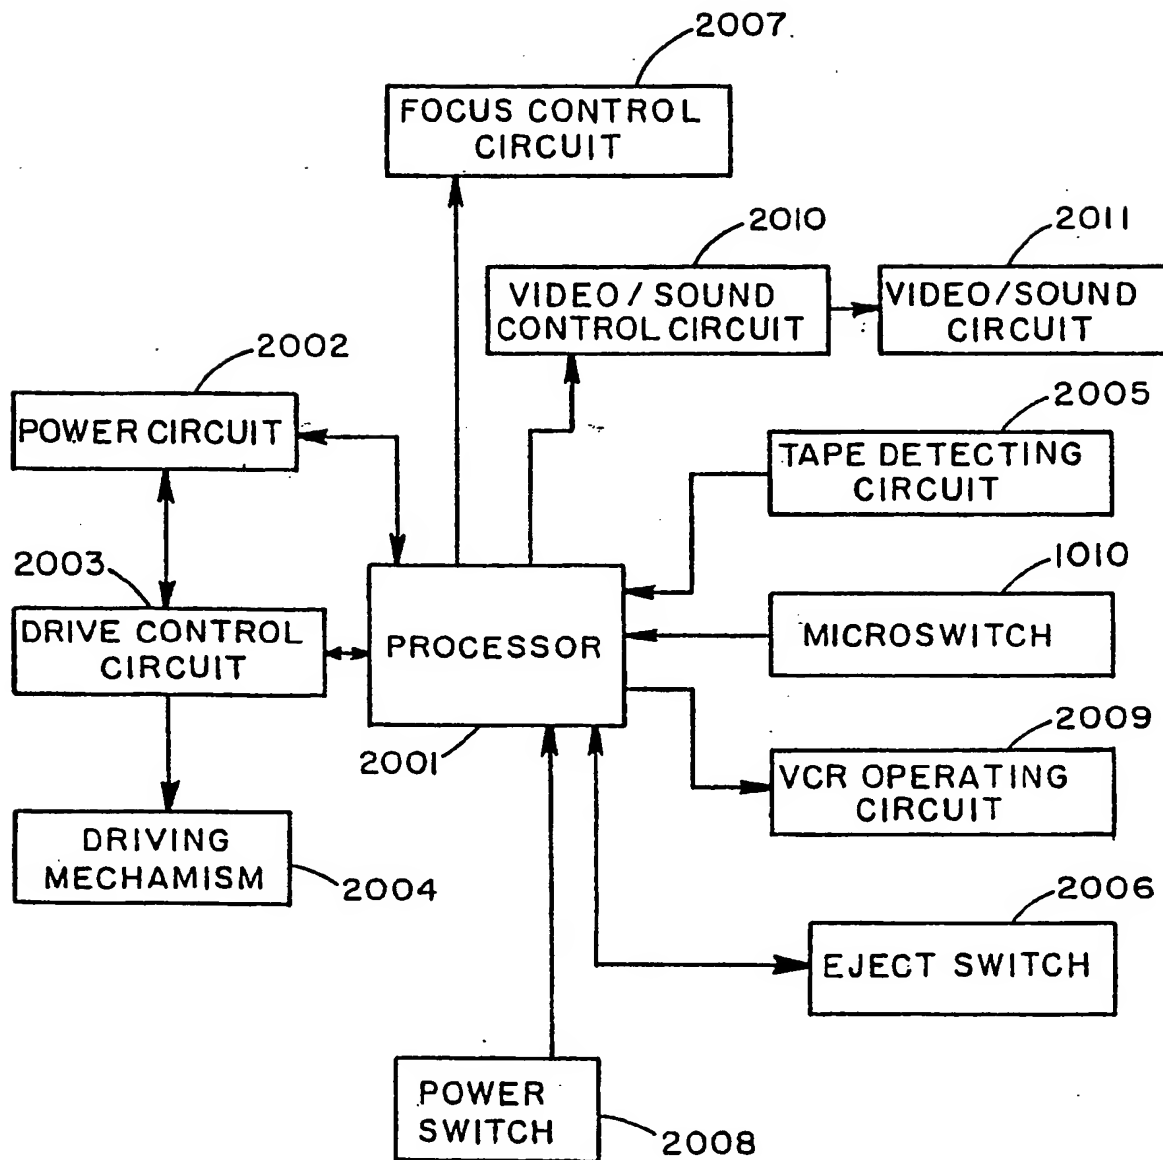 2007
FOCUS CONTROL
CIRCUIT
2010
2011
VIDEO / SOUND
CONTROL CIRCUIT
VIDEO/SOUND
CIRCUIT
2002
POWER CIRCUIT
2005
TAPE DETECTING
CIRCUIT
2003
DRIVE CONTROL
CIRCUIT
PROCESSOR
2001
1010
MICROSWITCH
2009
VCR OPERATING
CIRCUIT
DRIVING
MECHAMISM
2004
2006
EJECT SWITCH
POWER
SWITCH
2008